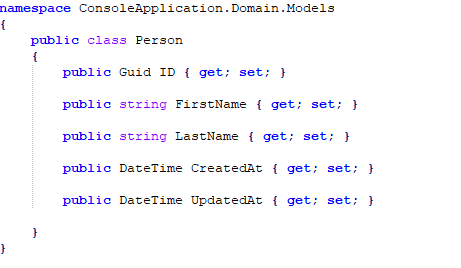 namespace ConsoleApplication.Domain.Models
{
public class Person
{
public Guid ID { get; set; }
public string FirstName { get; set; }
public string LastName { get; set; }
public DateTime CreatedAt { get; set; }
public DateTime UpdatedAt { get; set; }
}
}